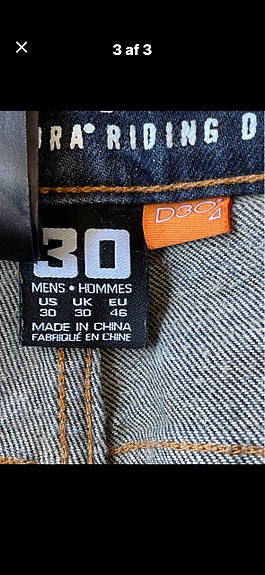 3 af 3
RIDING
D3O
30
MENS • HOMMES
US UK EU
30 30 46
MADE IN CHINA
FABRIQUÉ EN CHINE